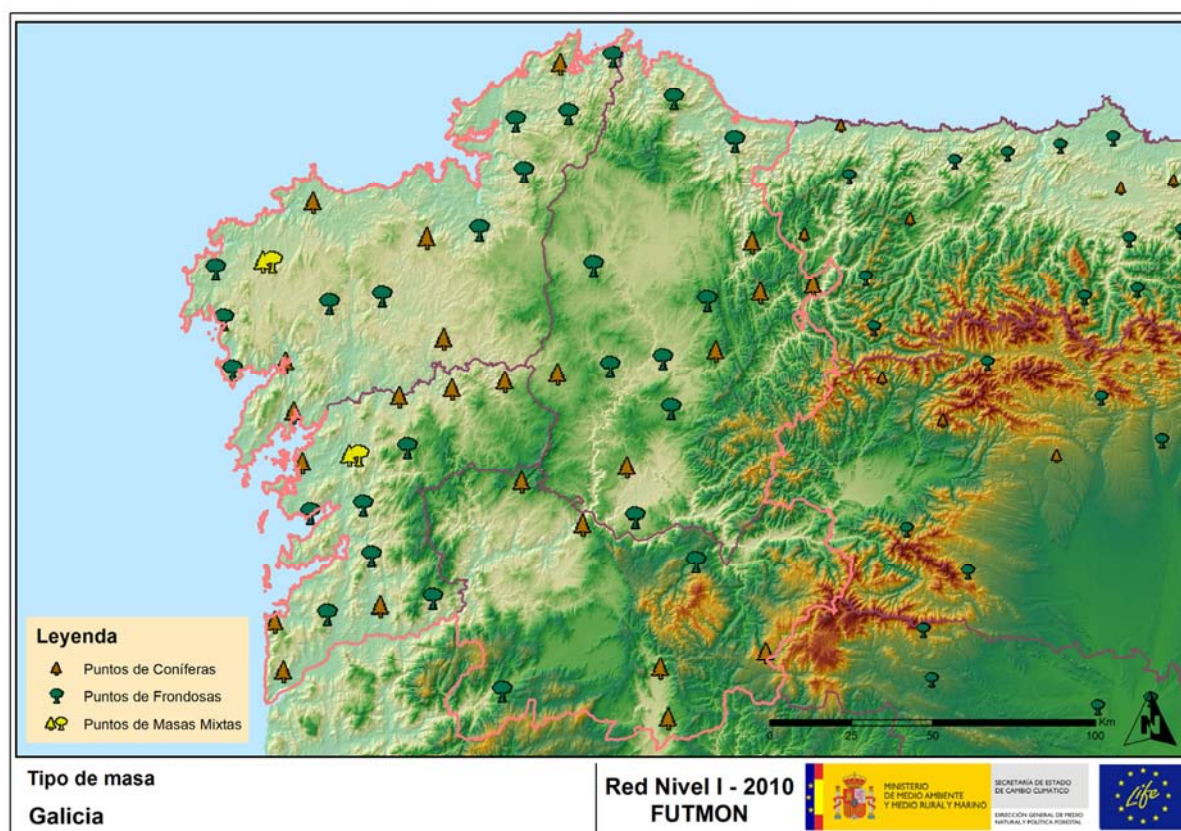 Leyenda
Puntos de Coníferas
Puntos de Frondosas
Puntos de Masas Mixtas
Km
0 25 50 100
N
Tipo de masa
Galicia
Red Nivel I - 2010
FUTMON
MINISTERIO
DE MEDIO AMBIENTE
Y MEDIO RURAL Y MARINO
SECRETARÍA DE ESTADO
DE CAMBIO CLIMÁTICO
DIRECCIÓN GENERAL DE MEDIO
NATURAL Y POLÍTICA FORESTAL
Life